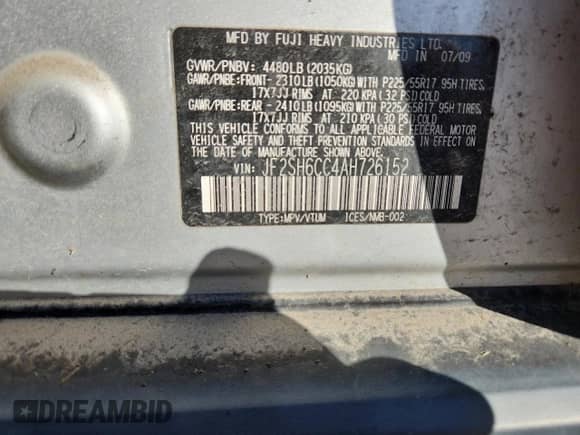 MFD BY FUJI HEAVY INDUSTRIES LTD.
MFD IN 07/09
GVWR/PNBV: 4480LB (2035KG)
GAWR/PNBE:FRONT- 2310LB(1050KG)WITH P225/55R17 95H TIRES,
17X7JJ RIMS AT 220 KPA(32 PSI)COLD
GAWR/PNBE:REAR - 2410LB(1095KG)WITH P225/55R17 95H TIRES,
17X7JJ RIMS AT 210 KPA(30 PSI)COLD
THIS VEHICLE CONFORMS TO ALL APPLICABLE FEDERAL MOTOR
VEHICLE SAFETY AND THEFT PREVENTION STANDARDS IN EFFECT
ON THE DATE OF MANUFACTURE SHOWN ABOVE.
VIN: JF2SH6CC4AH726152
TYPE:MPV/VTUM ICES/NMB-002
DREAMBID